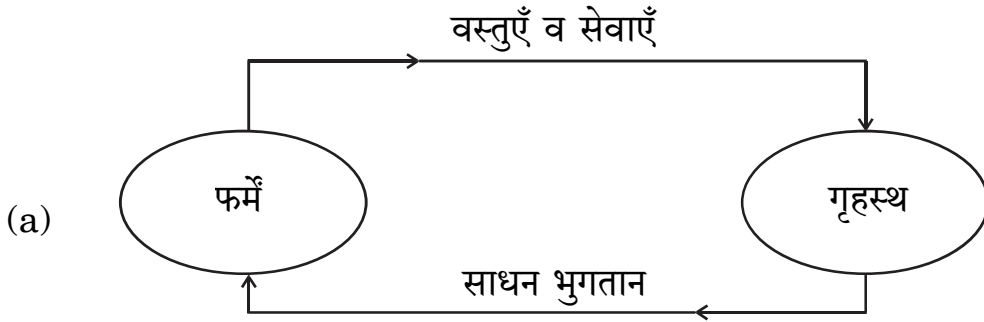 वस्तुएँ व सेवाएँ
(a) फर्में गृहस्थ
साधन भुगतान